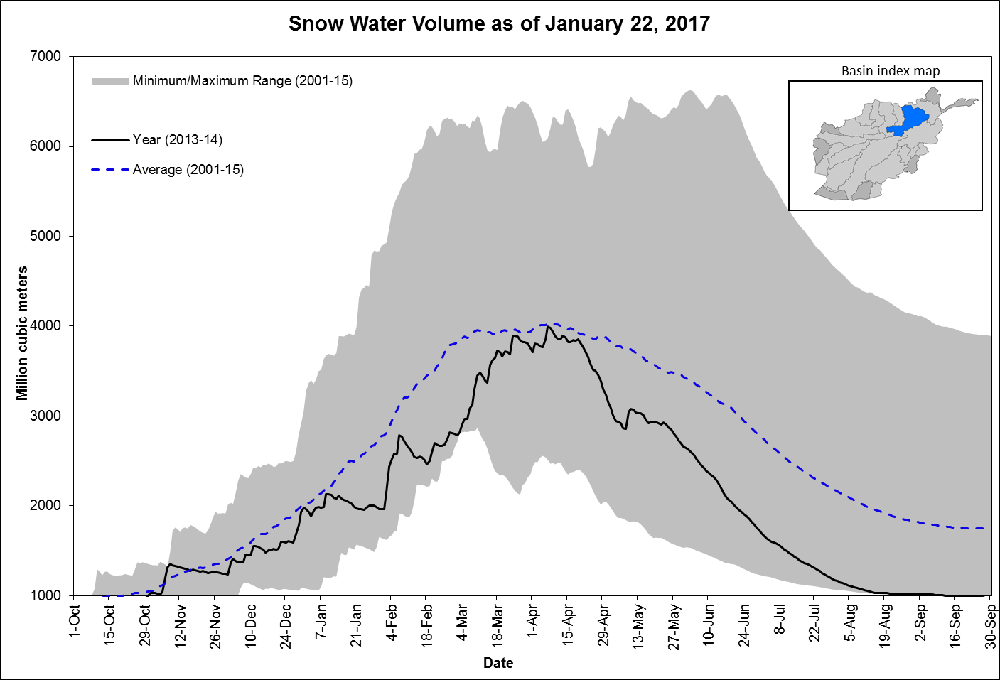 Snow Water Volume as of January 22, 2017
7000
6000
5000
4000
3000
2000
1000
Million cubic meters
Minimum/Maximum Range (2001-15)
Year (2013-14)
Average (2001-15)
Basin index map
1-Oct
15-Oct
29-Oct
12-Nov
26-Nov
10-Dec
24-Dec
7-Jan
21-Jan
4-Feb
18-Feb
4-Mar
18-Mar
1-Apr
15-Apr
29-Apr
13-May
27-May
10-Jun
24-Jun
8-Jul
22-Jul
5-Aug
19-Aug
2-Sep
16-Sep
30-Sep
Date